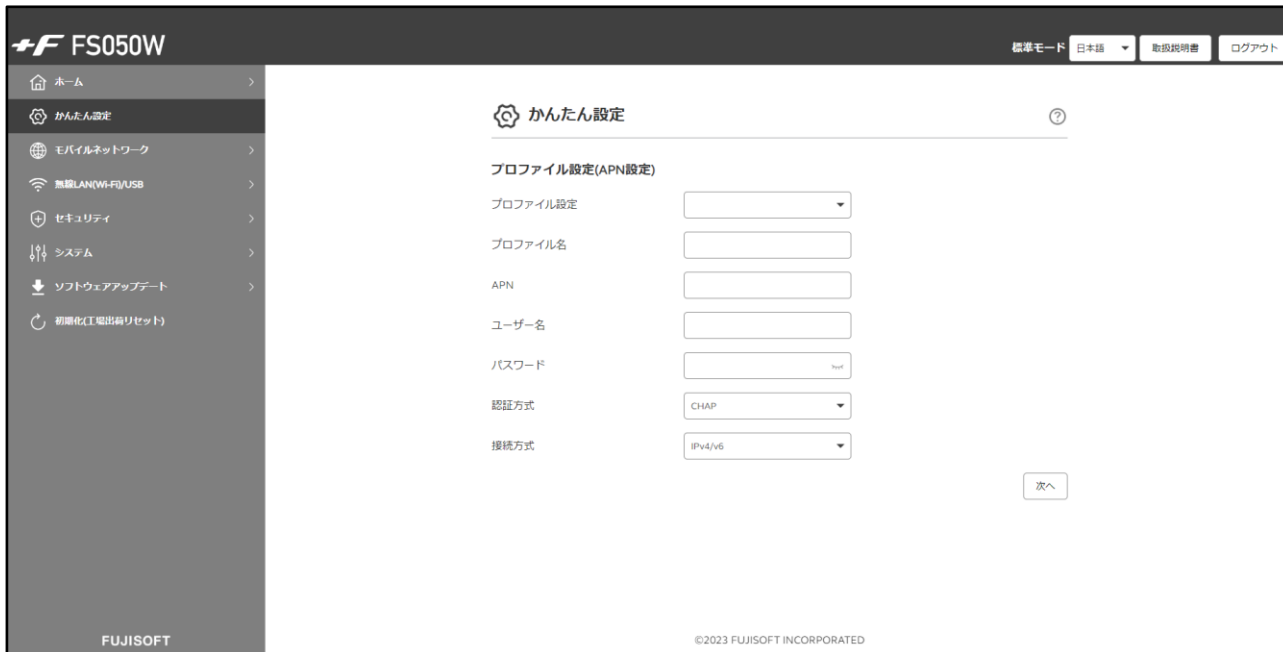 +F FS050W
標準モード 日本語 取扱説明書 ログアウト
ホーム
かんたん設定
モバイルネットワーク
無線LAN(Wi-Fi)/USB
セキュリティ
システム
ソフトウェアアップデート
初期化(工場出荷リセット)
FUJISOFT
かんたん設定
プロファイル設定(APN設定)
プロファイル設定
プロファイル名
APN
ユーザー名
パスワード
認証方式 CHAP
接続方式 IPv4/v6
次へ
©2023 FUJISOFT INCORPORATED